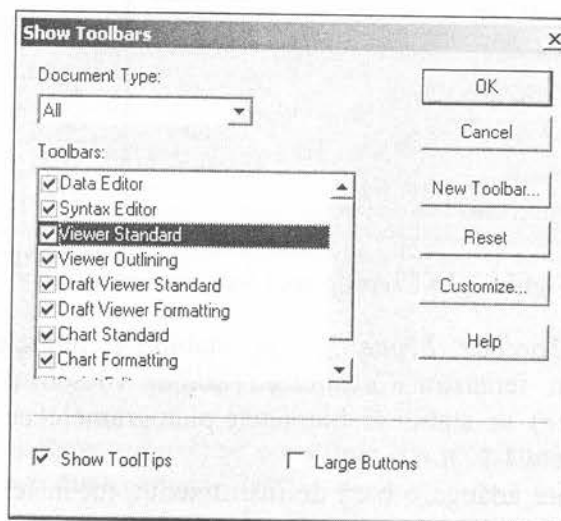 Show Toolbars
Document Type:
All
Toolbars:
Data Editor
Syntax Editor
Viewer Standard
Viewer Outlining
Draft Viewer Standard
Draft Viewer Formatting
Chart Standard
Chart Formatting
Show ToolTips
Large Buttons
OK
Cancel
New Toolbar...
Reset
Customize...
Help